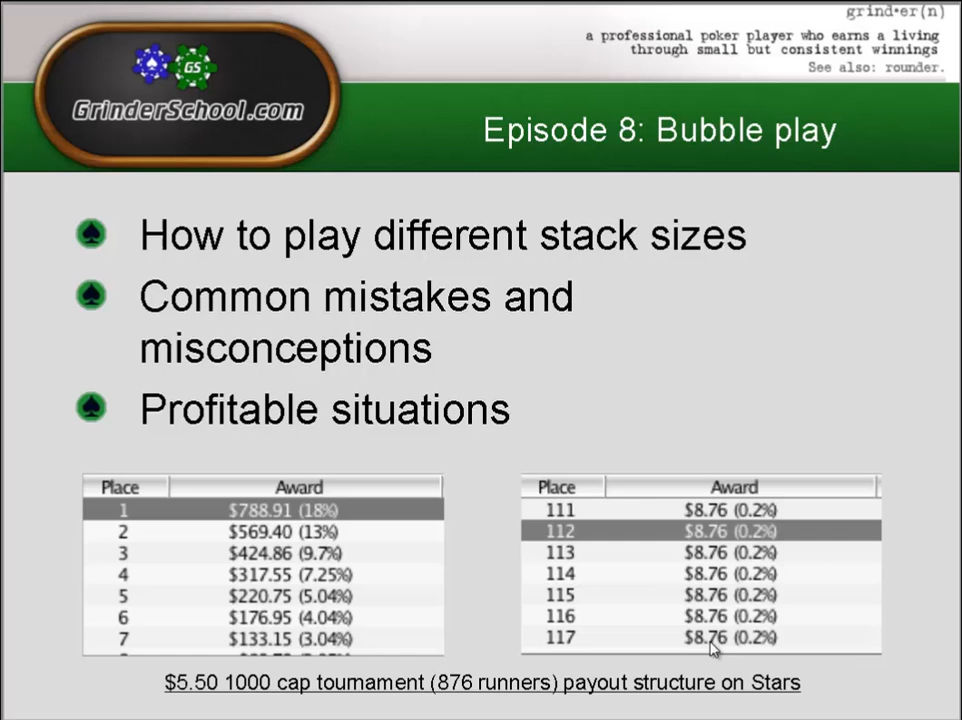 grind•er(n)
a professional poker player who earns a living
through small but consistent winnings
See also: rounder.
GS
GrinderSchool.com
Episode 8: Bubble play
How to play different stack sizes
Common mistakes and
misconceptions
Profitable situations
Place Award
1 $788.91 (18%)
2 $569.40 (13%)
3 $424.86 (9.7%)
4 $317.55 (7.25%)
5 $220.75 (5.04%)
6 $176.95 (4.04%)
7 $133.15 (3.04%)
Place Award
111 $8.76 (0.2%)
112 $8.76 (0.2%)
113 $8.76 (0.2%)
114 $8.76 (0.2%)
115 $8.76 (0.2%)
116 $8.76 (0.2%)
117 $8.76 (0.2%)
$5.50 1000 cap tournament (876 runners) payout structure on Stars